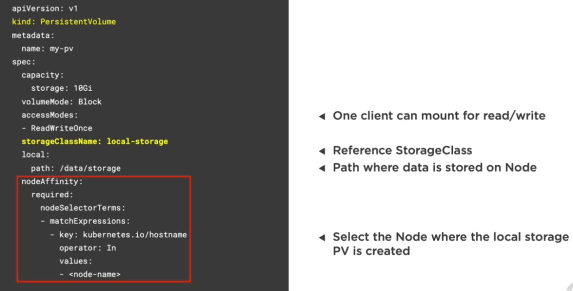 apiVersion: v1
kind: PersistentVolume
metadata:
  name: my-pv
spec:
  capacity:
    storage: 10Gi
  volumeMode: Block
  accessModes:
  - ReadWriteOnce
  storageClassName: local-storage
  local:
    path: /data/storage
  nodeAffinity:
    required:
      nodeSelectorTerms:
      - matchExpressions:
        - key: kubernetes.io/hostname
          operator: In
          values:
          - <node-name>
◀ One client can mount for read/write
◀ Reference StorageClass
◀ Path where data is stored on Node
◀ Select the Node where the local storage
PV is created